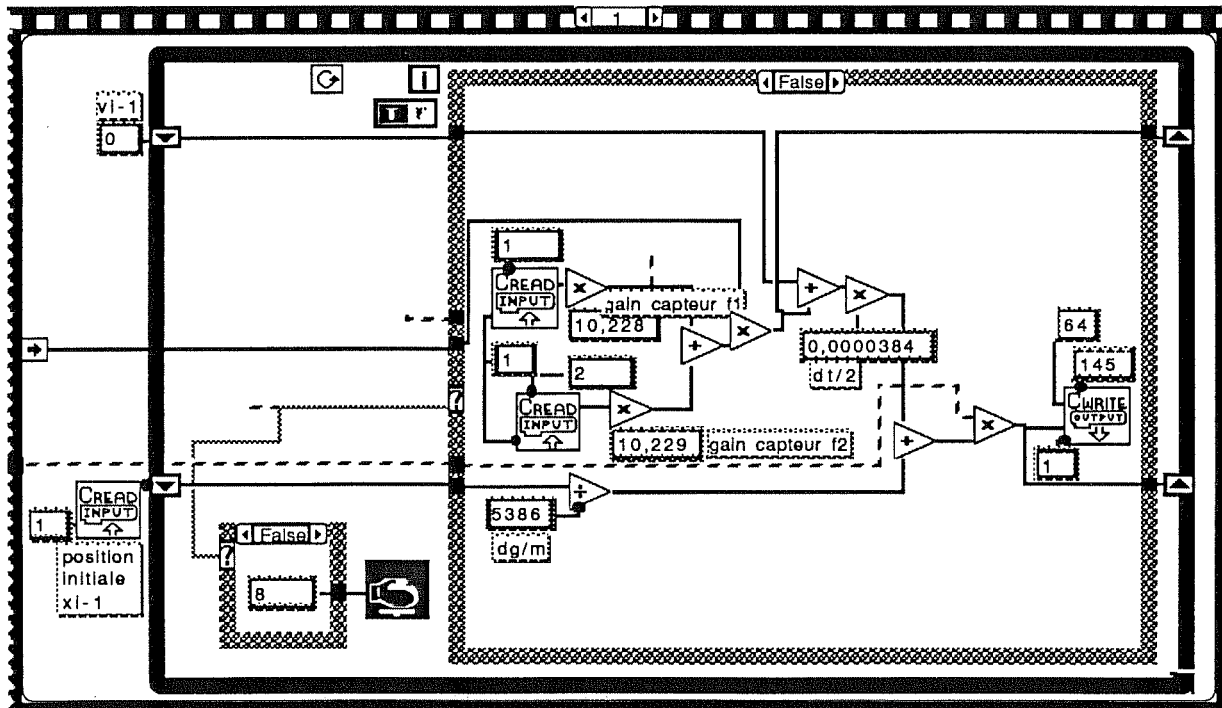 1
False
vi-1
0
1
CREAD
INPUT
gain capteur f1
10,228
1
2
CREAD
INPUT
10,229
gain capteur f2
0,0000384
dt/2
64
145
CWRITE
OUTPUT
1
?
CREAD
INPUT
1
position
initiale
xi-1
5386
dg/m
False
?
8